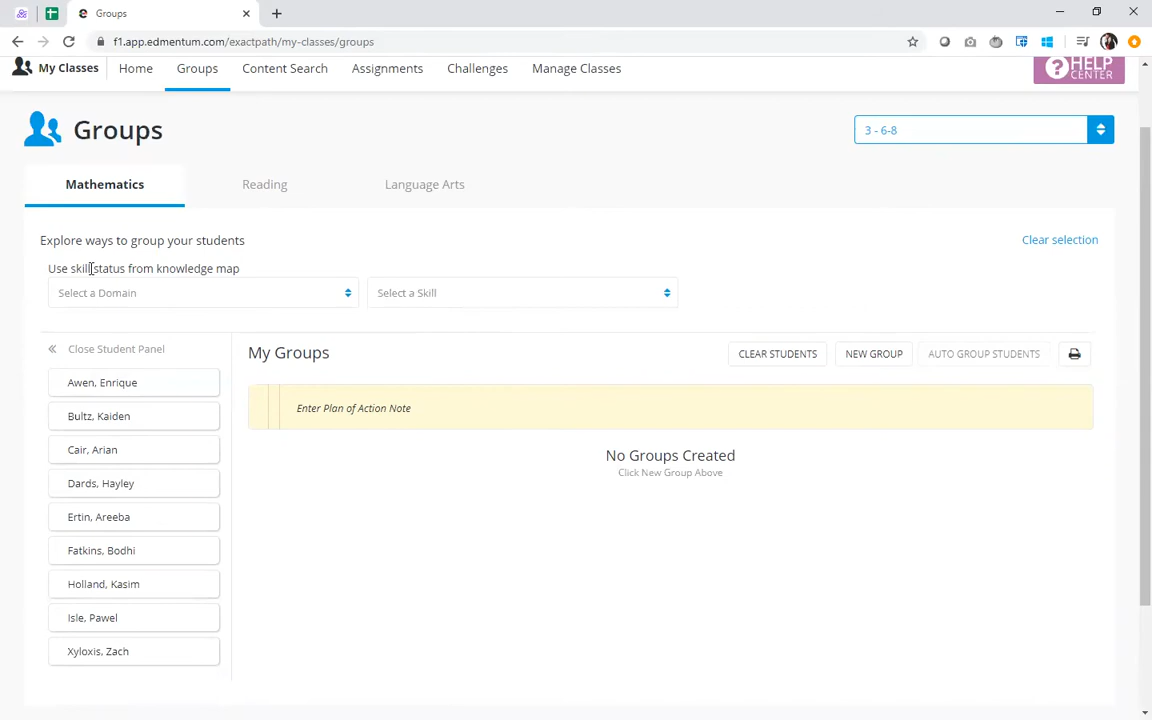 Groups
f1.app.edmentum.com/exactpath/my-classes/groups
My Classes
Home
Groups
Content Search
Assignments
Challenges
Manage Classes
? HELP
CENTER
Groups
3 - 6-8
Mathematics
Reading
Language Arts
Explore ways to group your students
Clear selection
Use skill status from knowledge map
Select a Domain
Select a Skill
Close Student Panel
My Groups
CLEAR STUDENTS
NEW GROUP
AUTO GROUP STUDENTS
Awen, Enrique
Bultz, Kaiden
Cair, Arian
Dards, Hayley
Ertin, Areeba
Fatkins, Bodhi
Holland, Kasim
Isle, Pawel
Xyloxis, Zach
Enter Plan of Action Note
No Groups Created
Click New Group Above